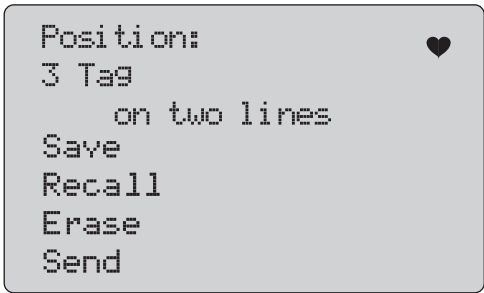 Position:
3 Tag
on two lines
Save
Recall
Erase
Send